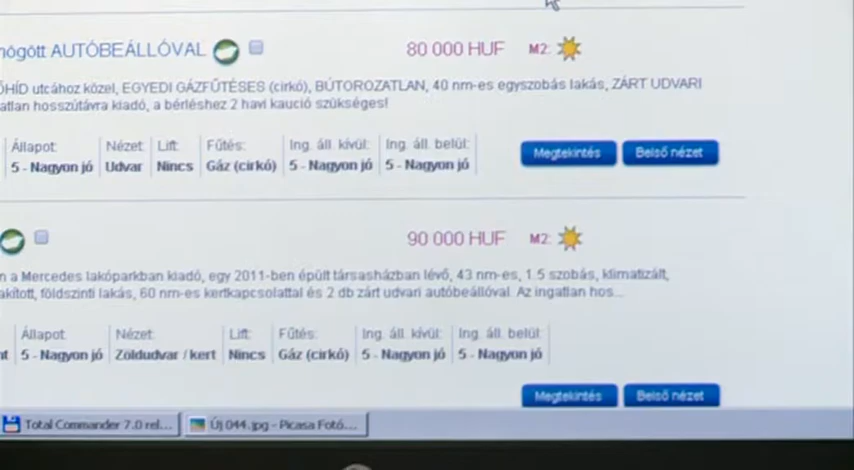 mögött AUTÓBEÁLLÓVAL
80 000 HUF M2:
ŐHÍD utcához közel, EGYEDI GÁZFŰTÉSES (cirkó), BÚTOROZATLAN, 40 nm-es egyszobás lakás, ZÁRT UDVARI
atlan hosszútávra kiadó, a bérléshez 2 havi kaució szükséges!
Állapot: Nézet: Lift: Fűtés: Ing. áll. kívül: Ing. áll. belül:
5 - Nagyon jó Udvar Nincs Gáz (cirkó) 5 - Nagyon jó 5 - Nagyon jó
Megtekintés Belső nézet
90 000 HUF M2:
n a Mercedes lakóparkban kiadó, egy 2011-ben épült társasházban lévő, 43 nm-es, 1.5 szobás, klimatizált,
akított, földszinti lakás, 60 nm-es kertkapcsolattal és 2 db zárt udvari autóbeállóval. Az ingatlan hos...
Állapot: Nézet: Lift: Fűtés: Ing. áll. kívül: Ing. áll. belül:
nt 5 - Nagyon jó Zöldudvar / kert Nincs Gáz (cirkó) 5 - Nagyon jó 5 - Nagyon jó
Megtekintés Belső nézet
Total Commander 7.0 rel... Új 044.jpg - Picasa Fotó...